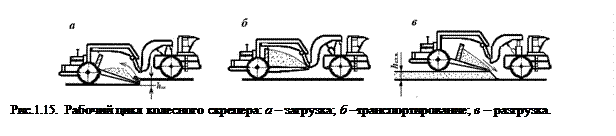 а
б
в
Рис.1.15. Рабочий цикл колесного скрепера: а – загрузка; б –транспортирование; в – разгрузка.